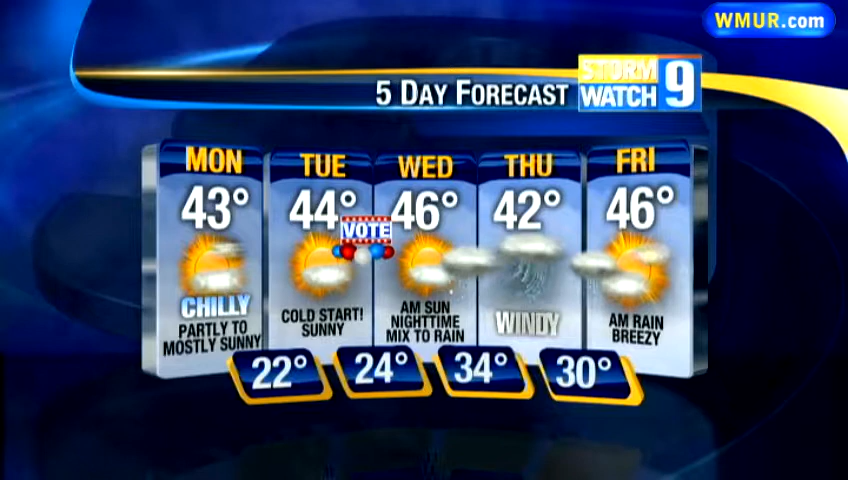 WMUR.com
5 DAY FORECAST
STORM
WATCH 9
MON
43°
CHILLY
PARTLY TO
MOSTLY SUNNY
TUE
44°
VOTE
COLD START!
SUNNY
WED
46°
AM SUN
NIGHTTIME
MIX TO RAIN
THU
42°
WINDY
FRI
46°
AM RAIN
BREEZY
22°
24°
34°
30°